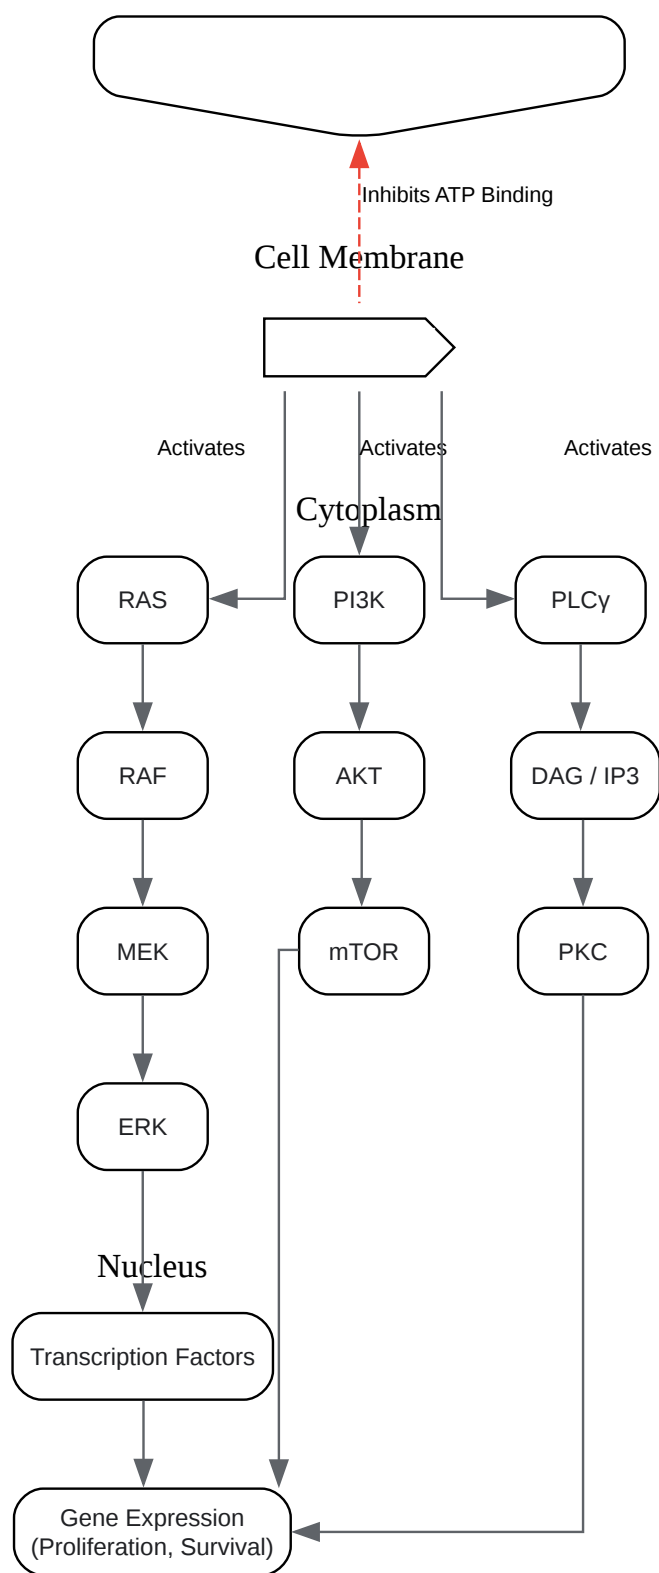 Inhibits ATP Binding
Cell Membrane
Activates
Activates
Activates
Cytoplasm
RAS
PI3K
PLCγ
RAF
AKT
DAG / IP3
MEK
mTOR
PKC
ERK
Nucleus
Transcription Factors
Gene Expression
(Proliferation, Survival)